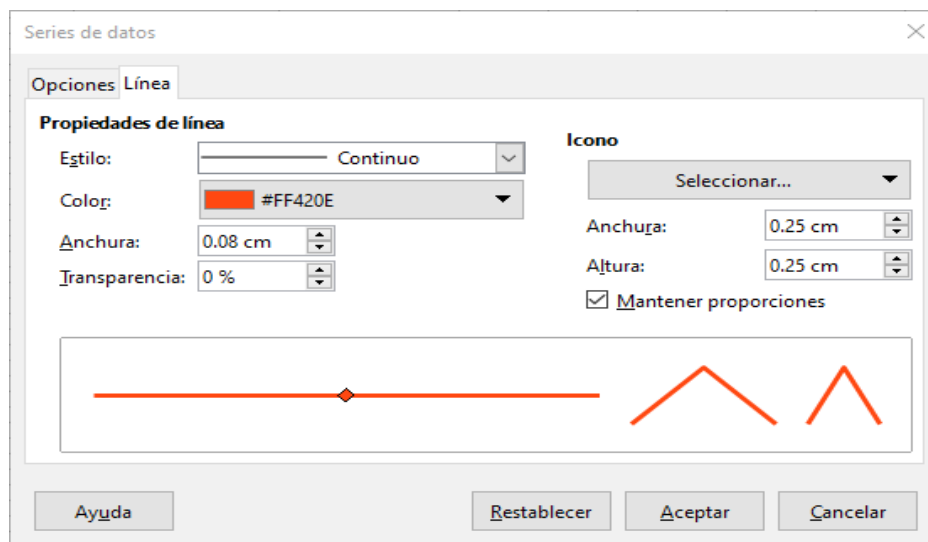 Series de datos
Opciones Línea
Propiedades de línea
Estilo: Continuo
Color: #FF420E
Anchura: 0.08 cm
Transparencia: 0 %
Icono
Seleccionar...
Anchura: 0.25 cm
Altura: 0.25 cm
Mantener proporciones
Ayuda Restablecer Aceptar Cancelar